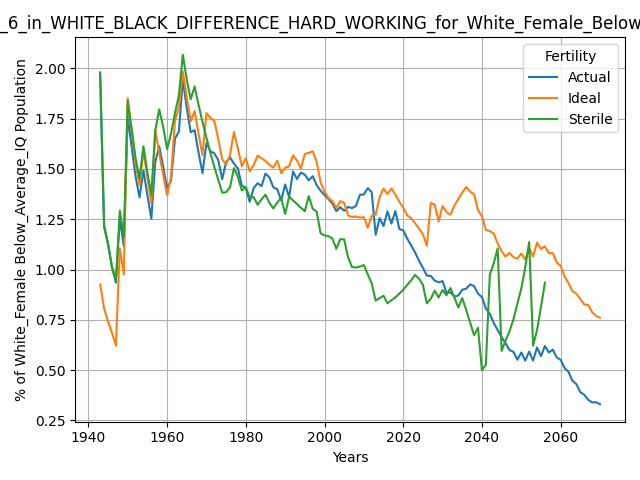 _6_in_WHITE_BLACK_DIFFERENCE_HARD_WORKING_for_White_Female_Below
Fertility
Actual
Ideal
Sterile
% of White_Female Below_Average_IQ Population
2.00
1.75
1.50
1.25
1.00
0.75
0.50
0.25
1940
1960
1980
2000
2020
2040
2060
Years